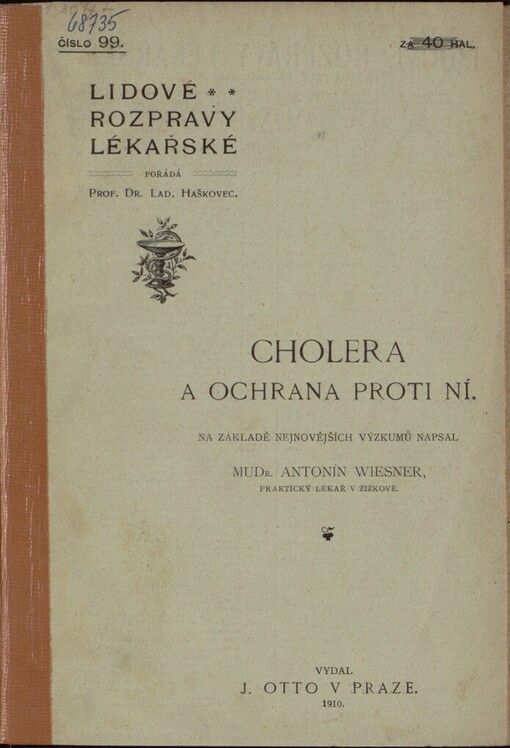 68735
ČÍSLO 99.
ZA 40 HAL.
LIDOVÉ * *
ROZPRAVY
LÉKAŘSKÉ
POŘÁDÁ
PROF. DR. LAD. HAŠKOVEC.
CHOLERA
A OCHRANA PROTI NÍ.
NA ZÁKLADĚ NEJNOVĚJŠÍCH VÝZKUMŮ NAPSAL
MUDR. ANTONÍN WIESNER,
PRAKTICKÝ LÉKAŘ V ŽIŽKOVĚ.
VYDAL
J. OTTO V PRAZE.
1910.